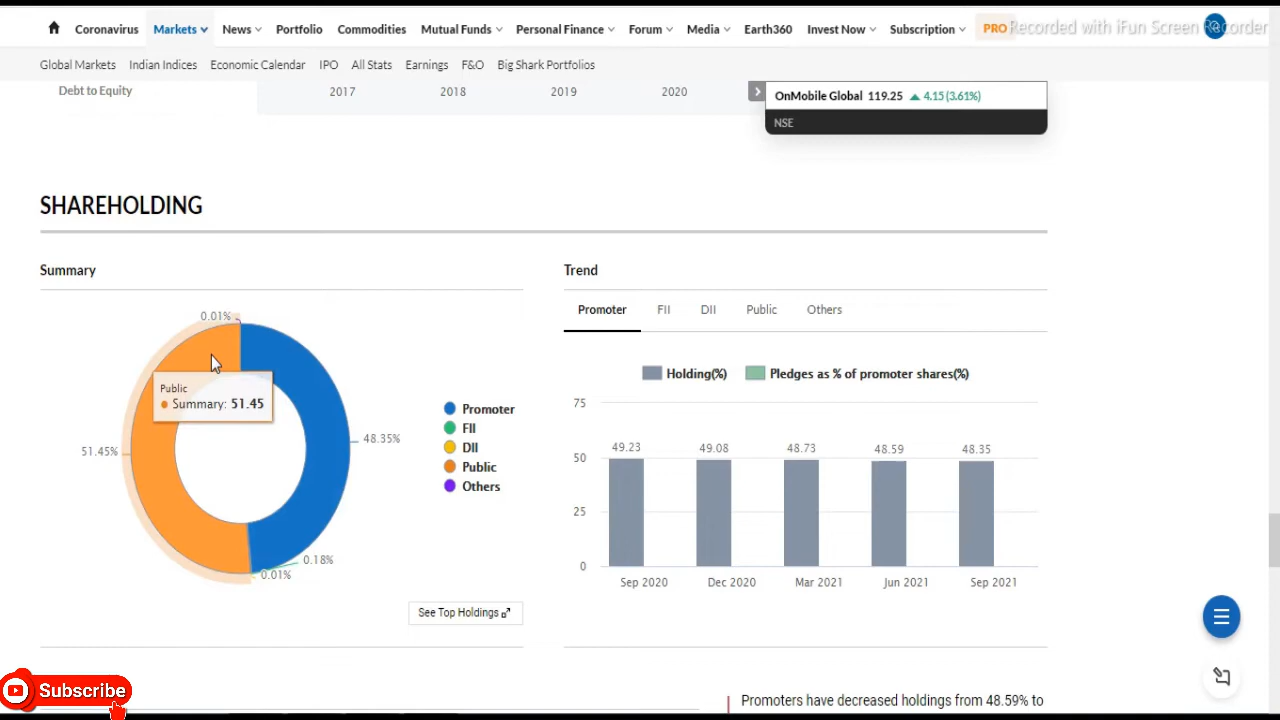 Coronavirus Markets News Portfolio Commodities Mutual Funds Personal Finance Forum Media Earth360 Invest Now Subscription PRO
Recorded with iFun Screen Recorder
Global Markets Indian Indices Economic Calendar IPO All Stats Earnings F&O Big Shark Portfolios
Debt to Equity 2017 2018 2019 2020
OnMobile Global 119.25 ▲ 4.15 (3.61%)
NSE
SHAREHOLDING
Summary
0.01%
Public
Summary: 51.45
51.45%
48.35%
0.18%
0.01%
Promoter
FII
DII
Public
Others
See Top Holdings
Trend
Promoter FII DII Public Others
Holding(%) Pledges as % of promoter shares(%)
75
50
25
0
49.23 49.08 48.73 48.59 48.35
Sep 2020 Dec 2020 Mar 2021 Jun 2021 Sep 2021
Promoters have decreased holdings from 48.59% to
Subscribe